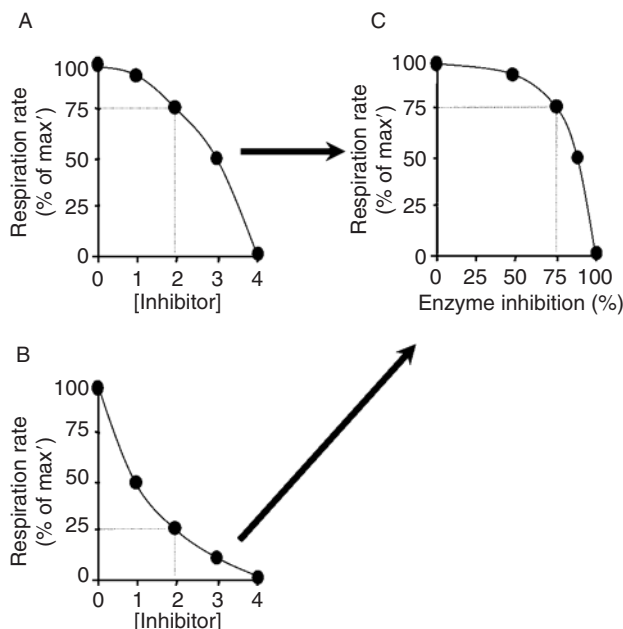 A
Respiration rate
(% of max′)
100
75
50
25
0
0 1 2 3 4
[Inhibitor]
C
Respiration rate
(% of max′)
100
75
50
25
0
0 25 50 75 100
Enzyme inhibition (%)
B
Respiration rate
(% of max′)
100
75
50
25
0
0 1 2 3 4
[Inhibitor]